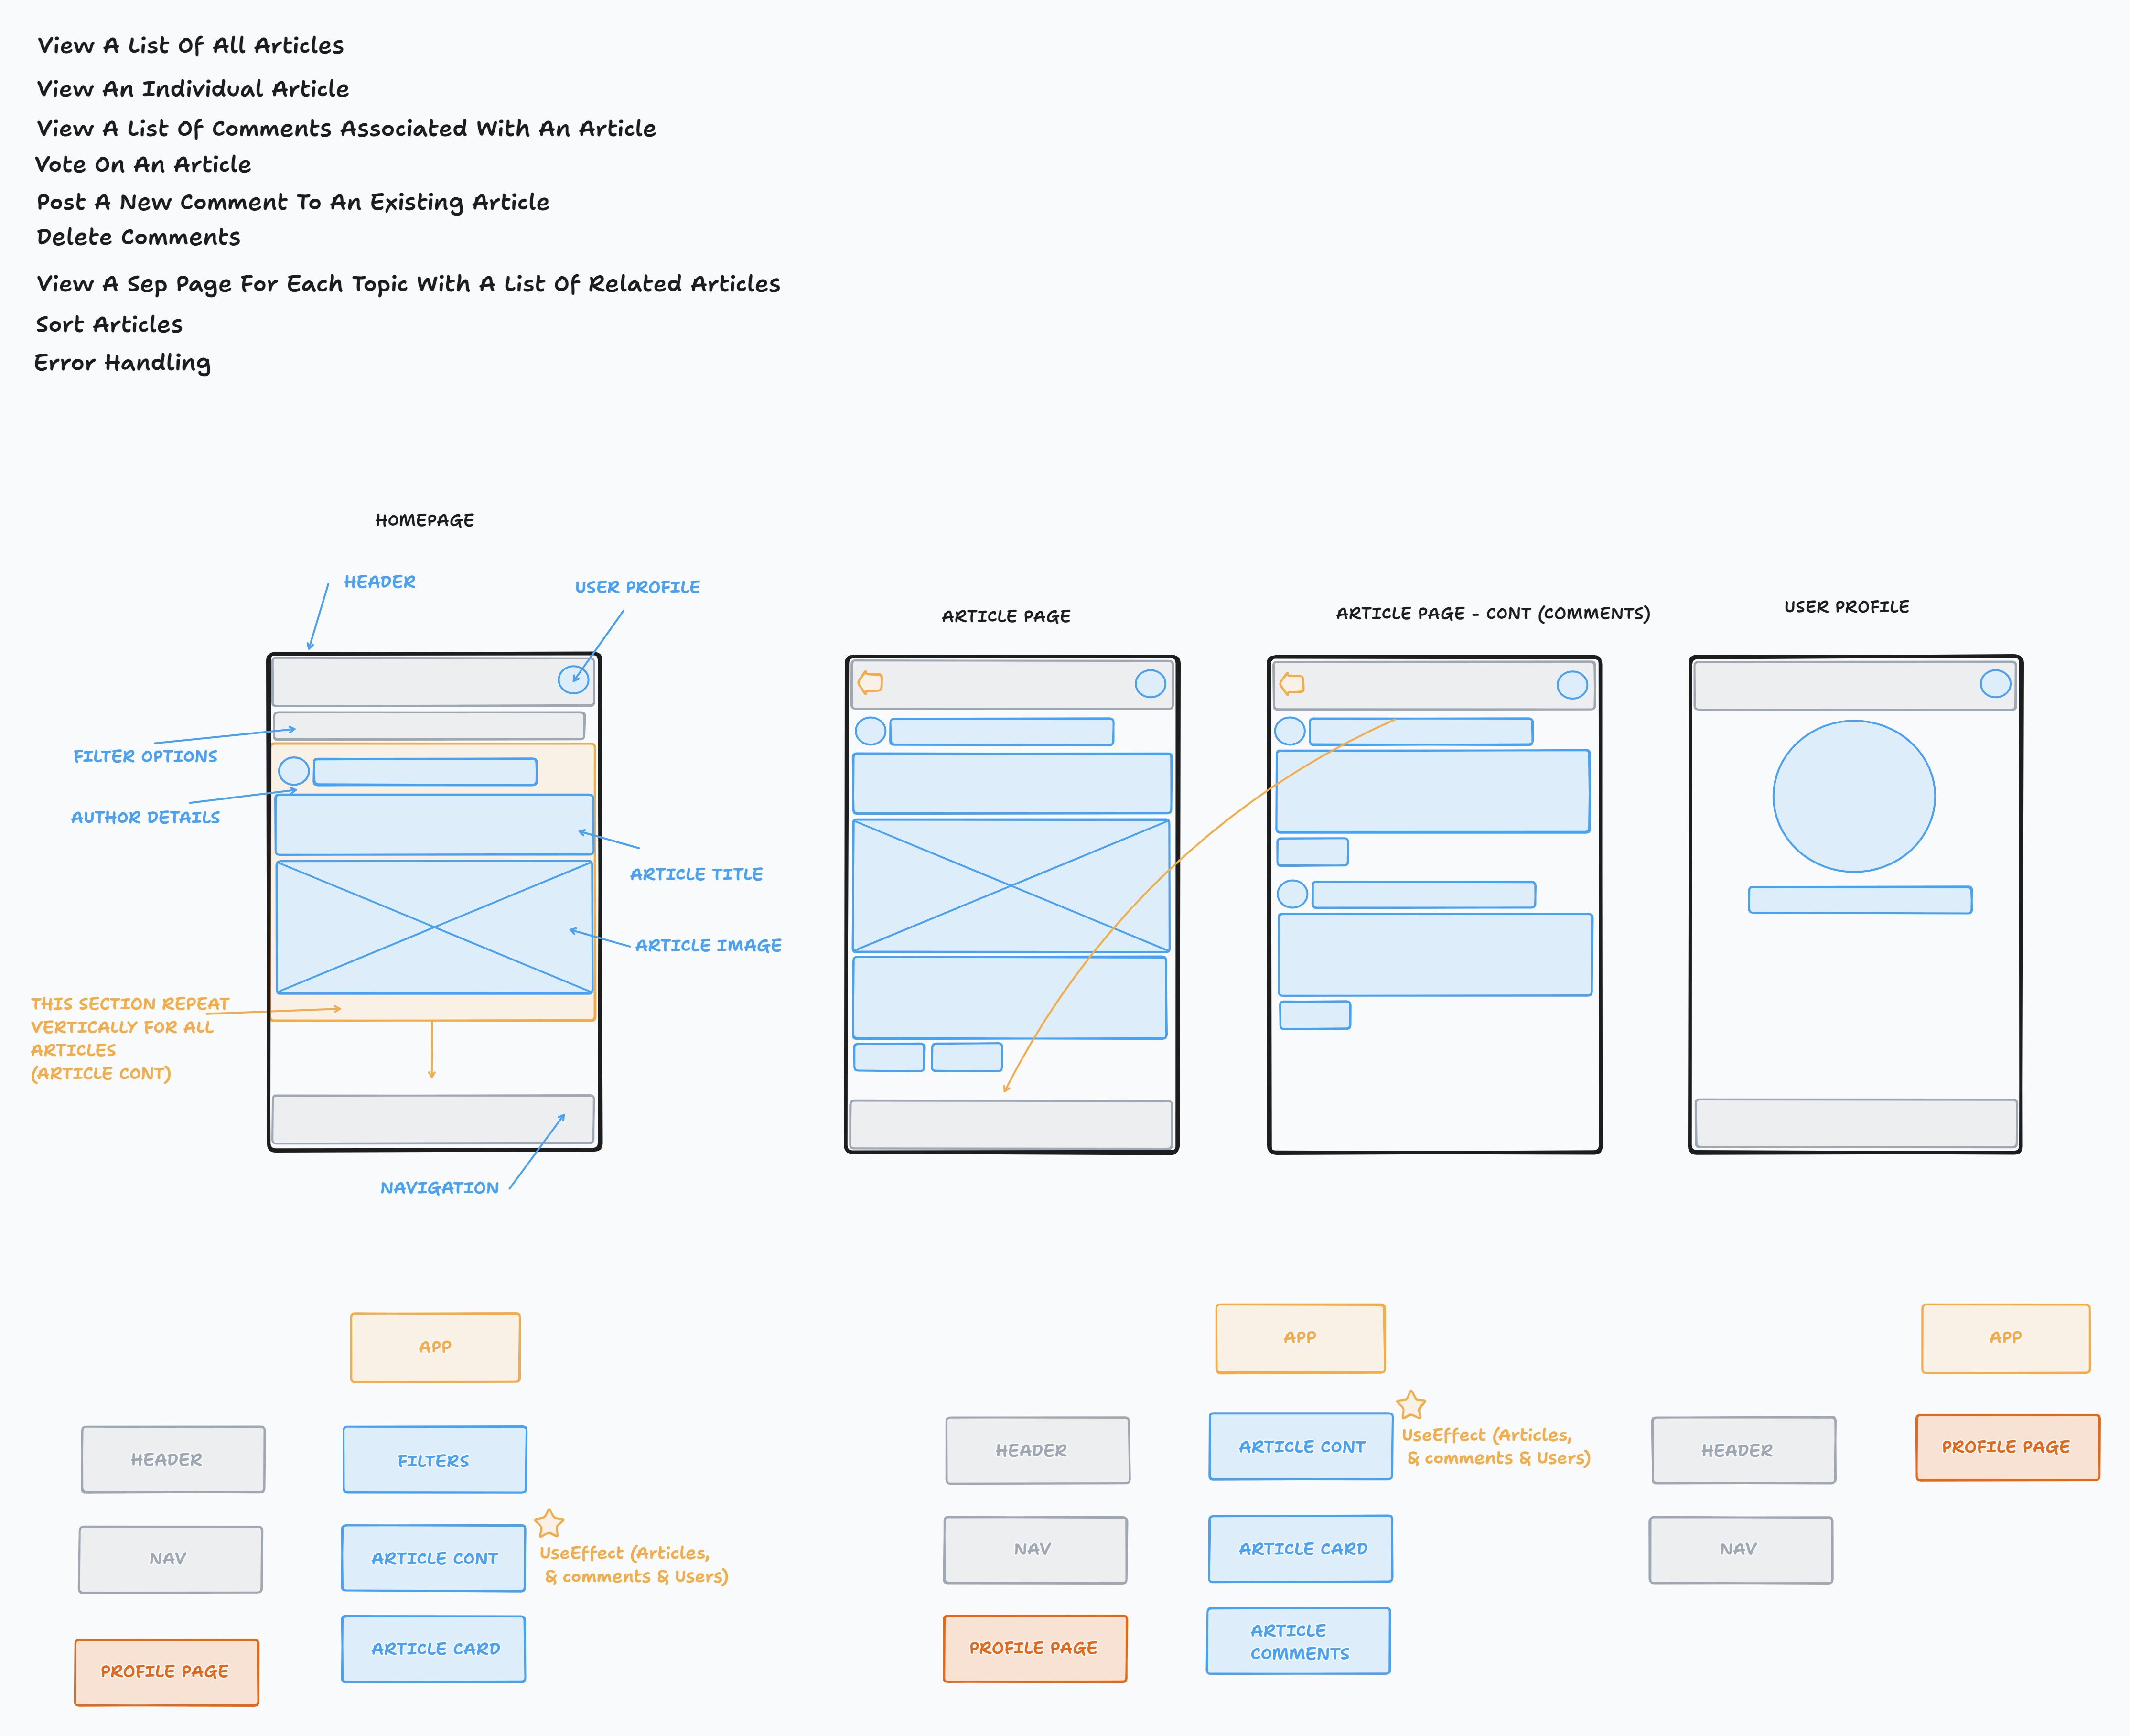 View A List Of All Articles
View An Individual Article
View A List Of Comments Associated With An Article
Vote On An Article
Post A New Comment To An Existing Article
Delete Comments
View A Sep Page For Each Topic With A List Of Related Articles
Sort Articles
Error Handling
HOMEPAGE
HEADER
USER PROFILE
FILTER OPTIONS
AUTHOR DETAILS
ARTICLE TITLE
ARTICLE IMAGE
THIS SECTION REPEAT
VERTICALLY FOR ALL
ARTICLES
(ARTICLE CONT)
NAVIGATION
ARTICLE PAGE
ARTICLE PAGE - CONT (COMMENTS)
USER PROFILE
APP
HEADER
FILTERS
NAV
ARTICLE CONT
UseEffect (Articles,
& comments & Users)
PROFILE PAGE
ARTICLE CARD
APP
HEADER
ARTICLE CONT
UseEffect (Articles,
& comments & Users)
NAV
ARTICLE CARD
PROFILE PAGE
ARTICLE
COMMENTS
APP
HEADER
PROFILE PAGE
NAV